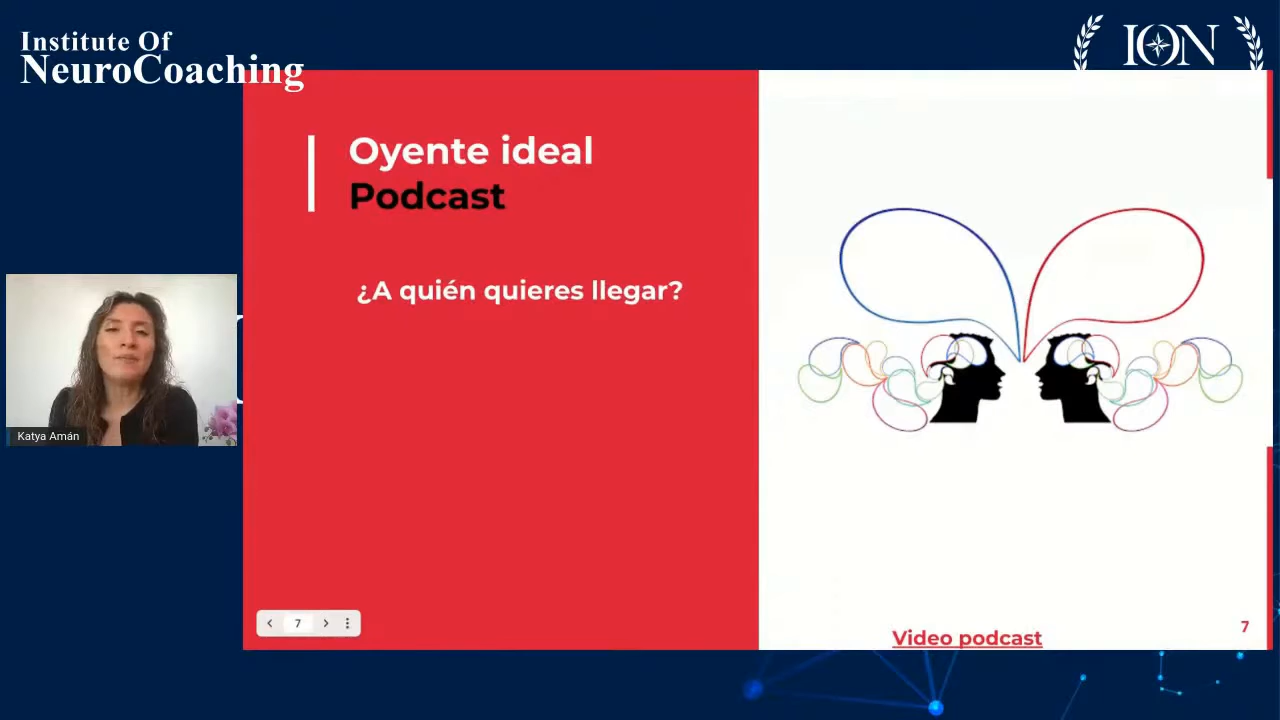 Institute Of
NeuroCoaching
ION
Oyente ideal
Podcast
¿A quién quieres llegar?
Katya Amán
7
Video podcast
7